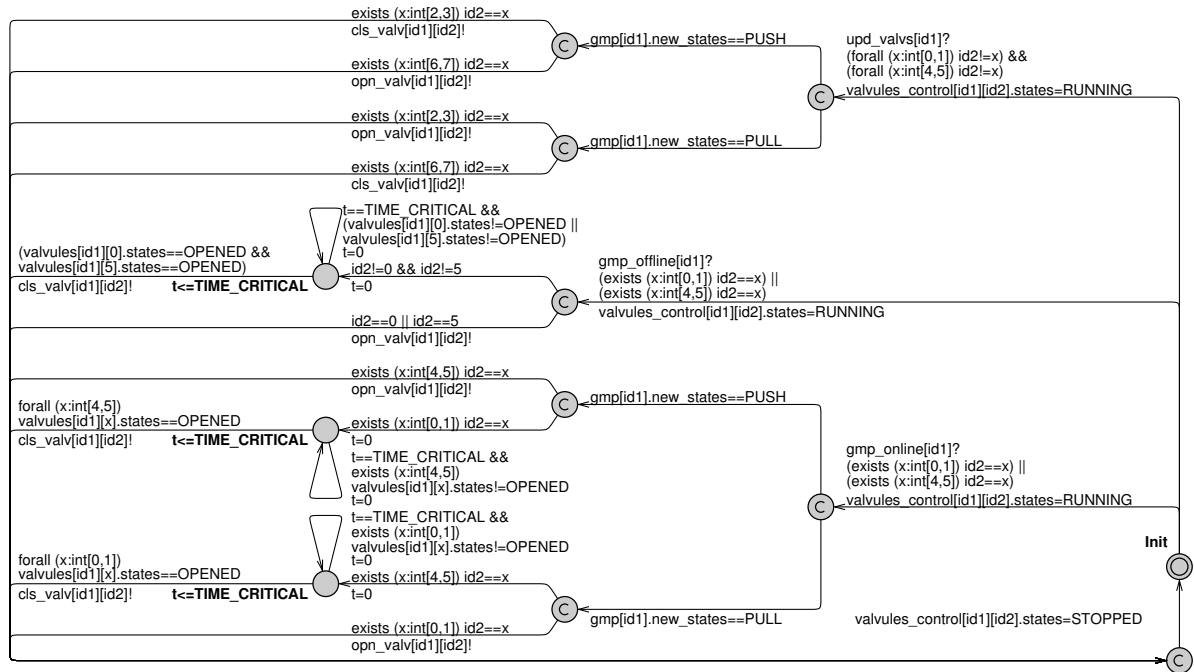 exists (x:int[2,3]) id2==x
cls_valv[id1][id2]!
C
gmp[id1].new_states==PUSH
exists (x:int[6,7]) id2==x
opn_valv[id1][id2]!
upd_valvs[id1]?
(forall (x:int[0,1]) id2!=x) &&
(forall (x:int[4,5]) id2!=x)
valvules_control[id1][id2].states=RUNNING
C
exists (x:int[2,3]) id2==x
opn_valv[id1][id2]!
C
gmp[id1].new_states==PULL
exists (x:int[6,7]) id2==x
cls_valv[id1][id2]!
t==TIME_CRITICAL &&
(valvules[id1][0].states!=OPENED ||
valvules[id1][5].states!=OPENED)
t=0
(valvules[id1][0].states==OPENED &&
valvules[id1][5].states==OPENED)
cls_valv[id1][id2]!
t<=TIME_CRITICAL
id2!=0 && id2!=5
t=0
C
gmp_offline[id1]?
(exists (x:int[0,1]) id2==x) ||
(exists (x:int[4,5]) id2==x)
valvules_control[id1][id2].states=RUNNING
id2==0 || id2==5
opn_valv[id1][id2]!
exists (x:int[4,5]) id2==x
opn_valv[id1][id2]!
C
gmp[id1].new_states==PUSH
forall (x:int[4,5])
valvules[id1][x].states==OPENED
cls_valv[id1][id2]!
t<=TIME_CRITICAL
exists (x:int[0,1]) id2==x
t=0
t==TIME_CRITICAL &&
exists (x:int[4,5])
valvules[id1][x].states!=OPENED
t=0
gmp_online[id1]?
(exists (x:int[0,1]) id2==x) ||
(exists (x:int[4,5]) id2==x)
valvules_control[id1][id2].states=RUNNING
C
t==TIME_CRITICAL &&
exists (x:int[0,1])
valvules[id1][x].states!=OPENED
t=0
forall (x:int[0,1])
valvules[id1][x].states==OPENED
cls_valv[id1][id2]!
t<=TIME_CRITICAL
exists (x:int[4,5]) id2==x
t=0
C
gmp[id1].new_states==PULL
exists (x:int[0,1]) id2==x
opn_valv[id1][id2]!
Init
valvules_control[id1][id2].states=STOPPED
C